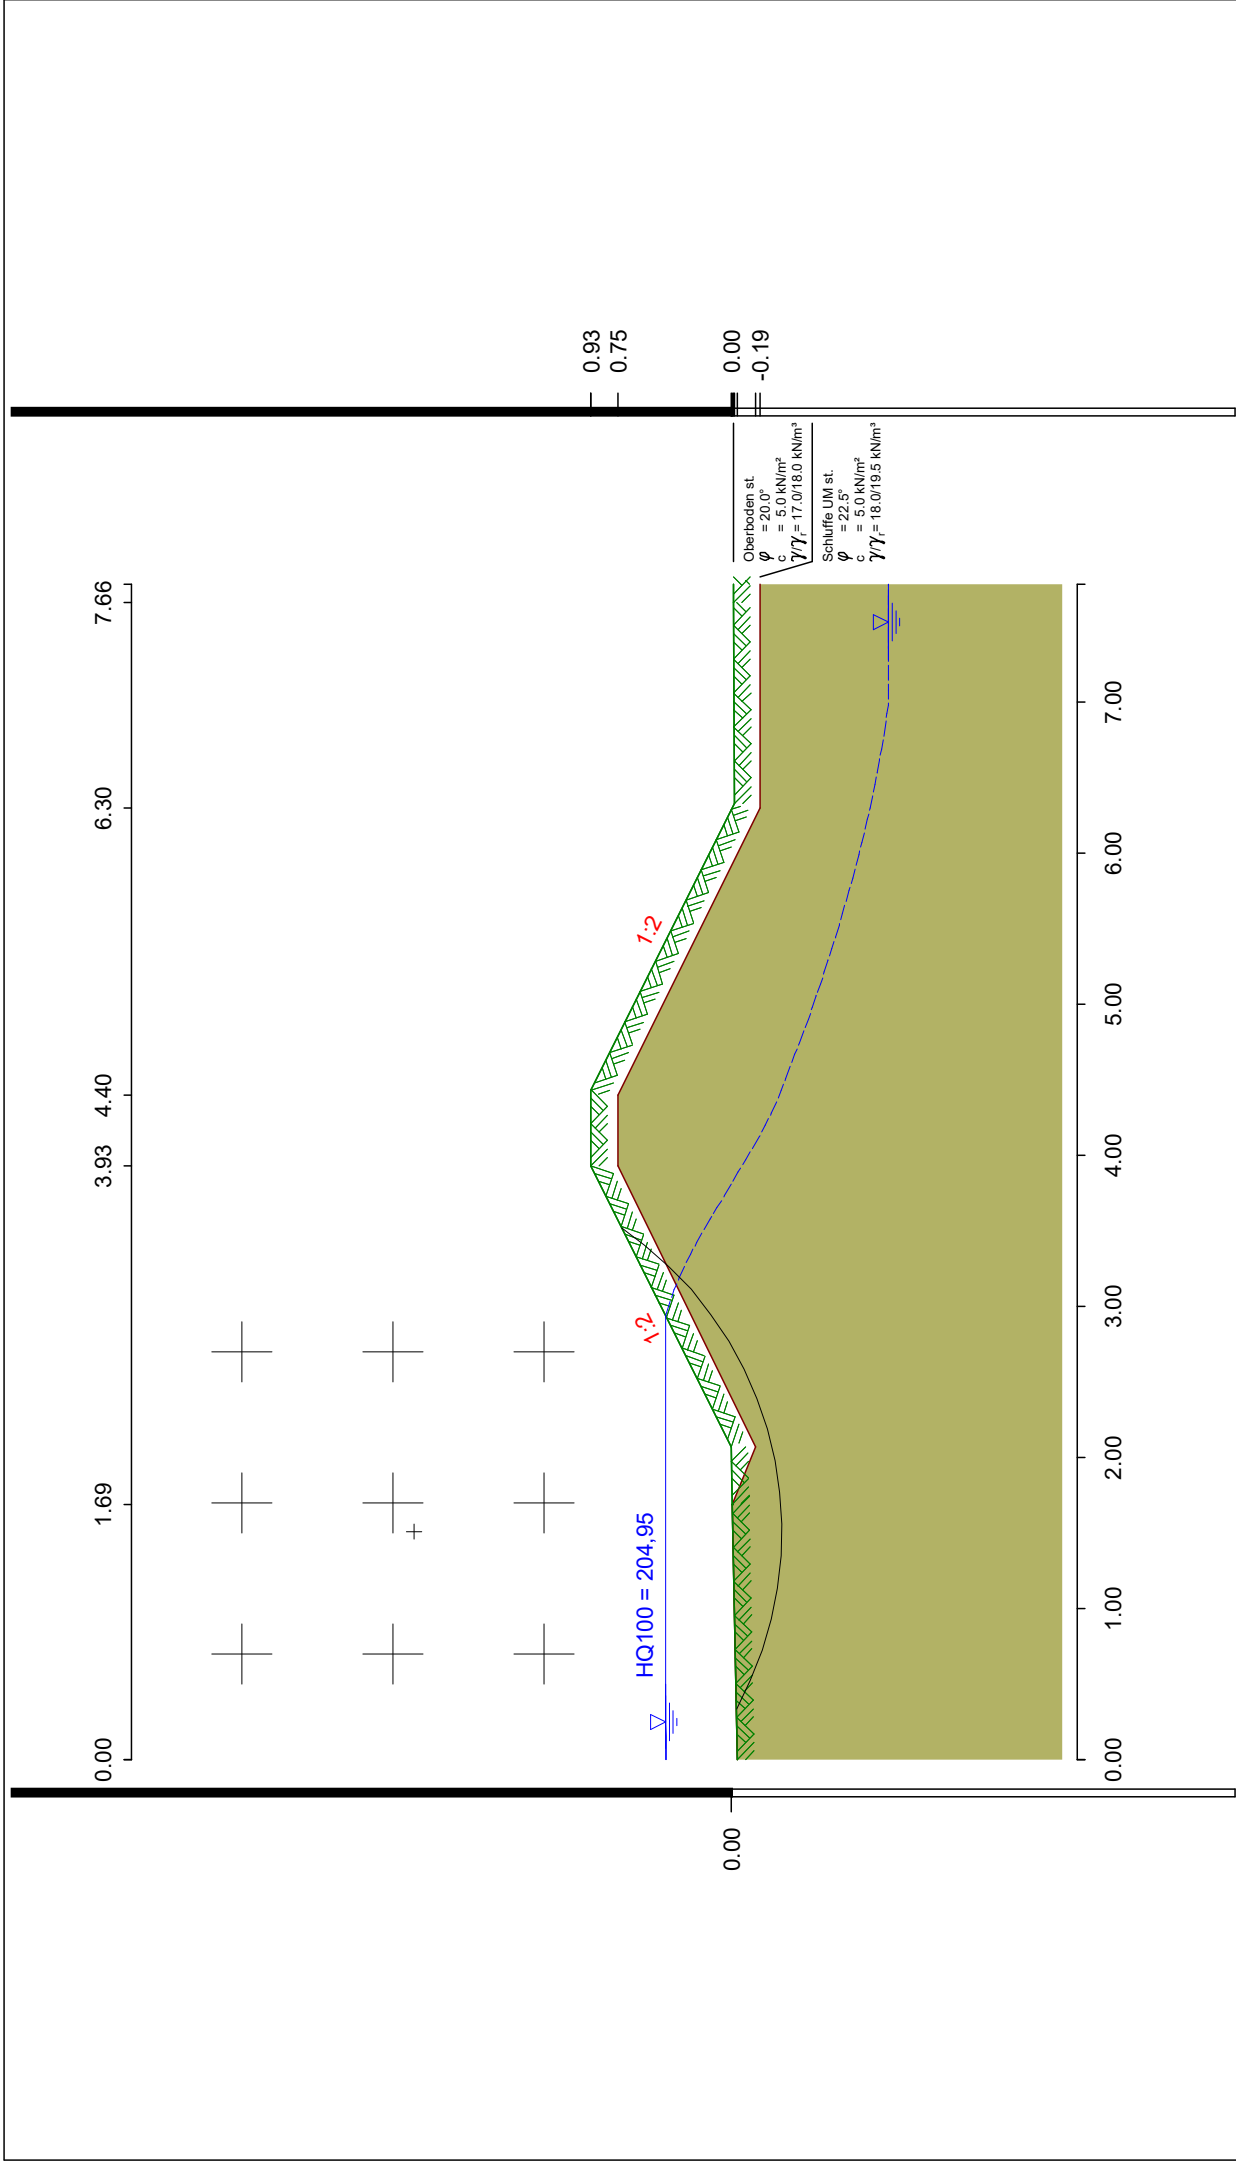 0.00
1.69
3.93
4.40
6.30
7.66
0.93
0.75
0.00
-0.19
0.00
HQ100 = 204,95
1:2
1:2
Oberboden st.
φ = 20.0°
c = 5.0 kN/m²
γ/γr= 17.0/18.0 kN/m³
Schluffe UM st.
φ = 22.5°
c = 5.0 kN/m²
γ/γr= 18.0/19.5 kN/m³
0.00
1.00
2.00
3.00
4.00
5.00
6.00
7.00